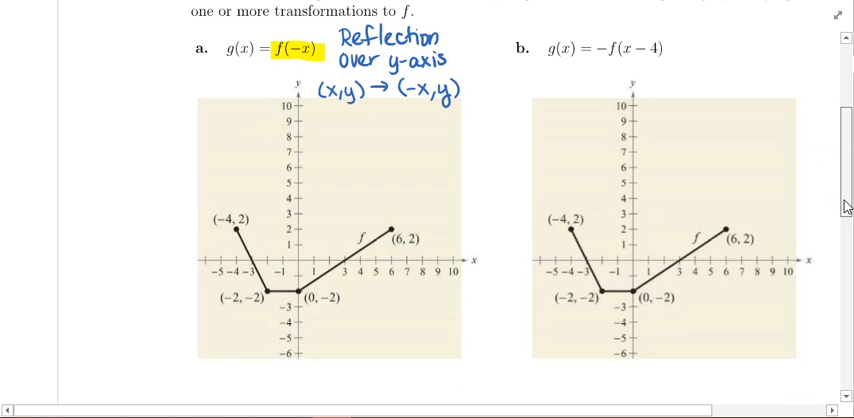 one or more transformations to f.
a. g(x) = f(−x)
Reflection
over y-axis
(x,y) → (-x,y)
b. g(x) = −f(x − 4)
y
10
9
8
7
6
5
4
3
2
1
(−4, 2)
f
(6, 2)
x
−5 −4 −3 −1 1 3 4 5 6 7 8 9 10
(−2, −2)
(0, −2)
−3
−4
−5
−6
y
10
9
8
7
6
5
4
3
2
1
(−4, 2)
f
(6, 2)
x
−5 −4 −3 −1 1 3 4 5 6 7 8 9 10
(−2, −2)
(0, −2)
−3
−4
−5
−6